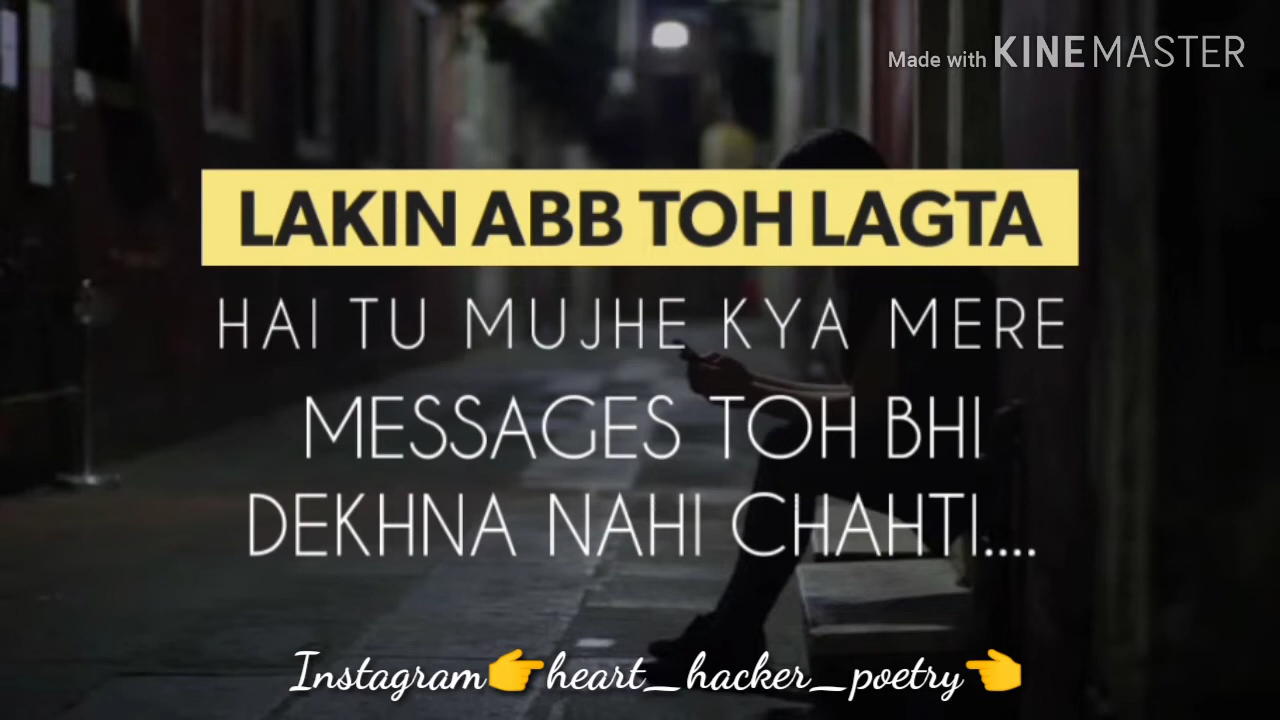 Made with KINEMASTER
LAKIN ABB TOH LAGTA
HAI TU MUJHE KYA MERE
MESSAGES TOH BHI
DEKHNA NAHI CHAHTI....
Instagram👉heart_hacker_poetry👈